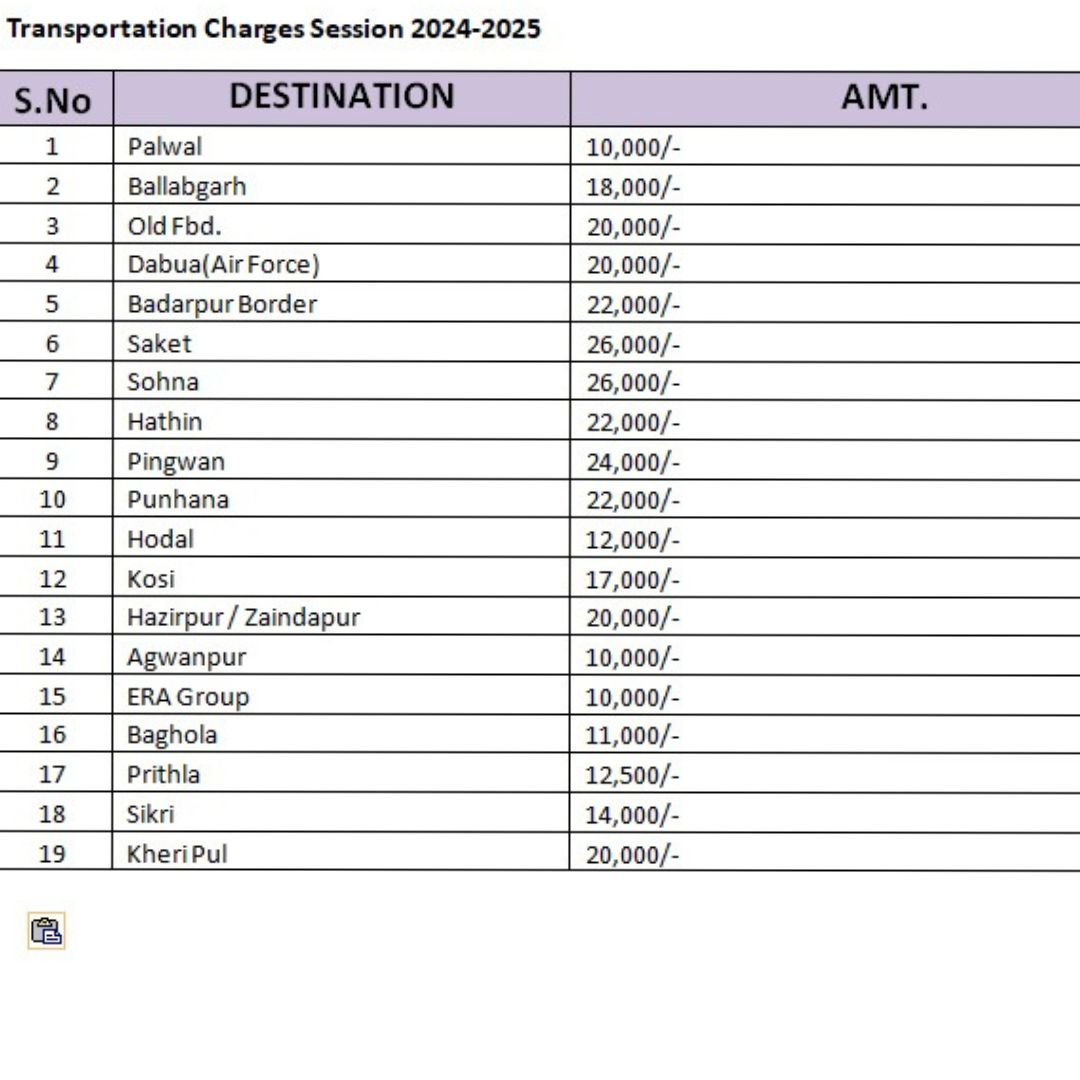 Transportation Charges Session 2024-2025
S.No DESTINATION AMT.
1 Palwal 10,000/-
2 Ballabgarh 18,000/-
3 Old Fbd. 20,000/-
4 Dabua(Air Force) 20,000/-
5 Badarpur Border 22,000/-
6 Saket 26,000/-
7 Sohna 26,000/-
8 Hathin 22,000/-
9 Pingwan 24,000/-
10 Punhana 22,000/-
11 Hodal 12,000/-
12 Kosi 17,000/-
13 Hazirpur / Zaindapur 20,000/-
14 Agwanpur 10,000/-
15 ERA Group 10,000/-
16 Baghola 11,000/-
17 Prithla 12,500/-
18 Sikri 14,000/-
19 Kheri Pul 20,000/-